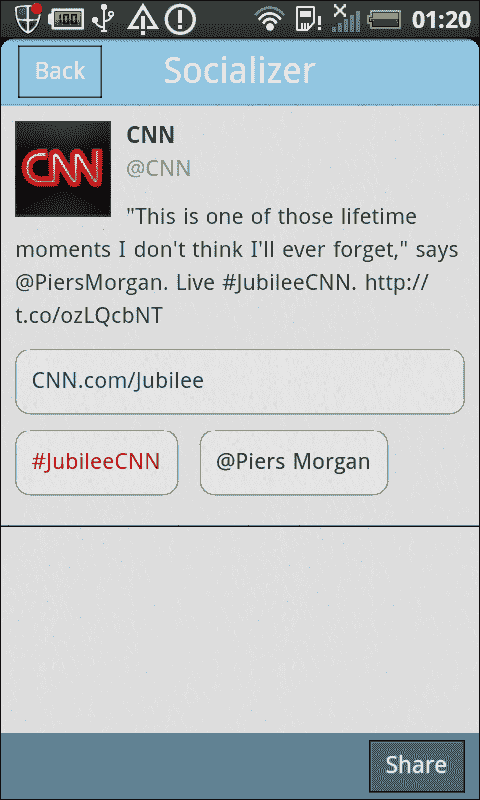 01:20
Back
Socializer
CNN
CNN
@CNN
"This is one of those lifetime
moments I don't think I'll ever forget," says
@PiersMorgan. Live #JubileeCNN. http://
t.co/ozLQcbNT
CNN.com/Jubilee
#JubileeCNN
@Piers Morgan
Share